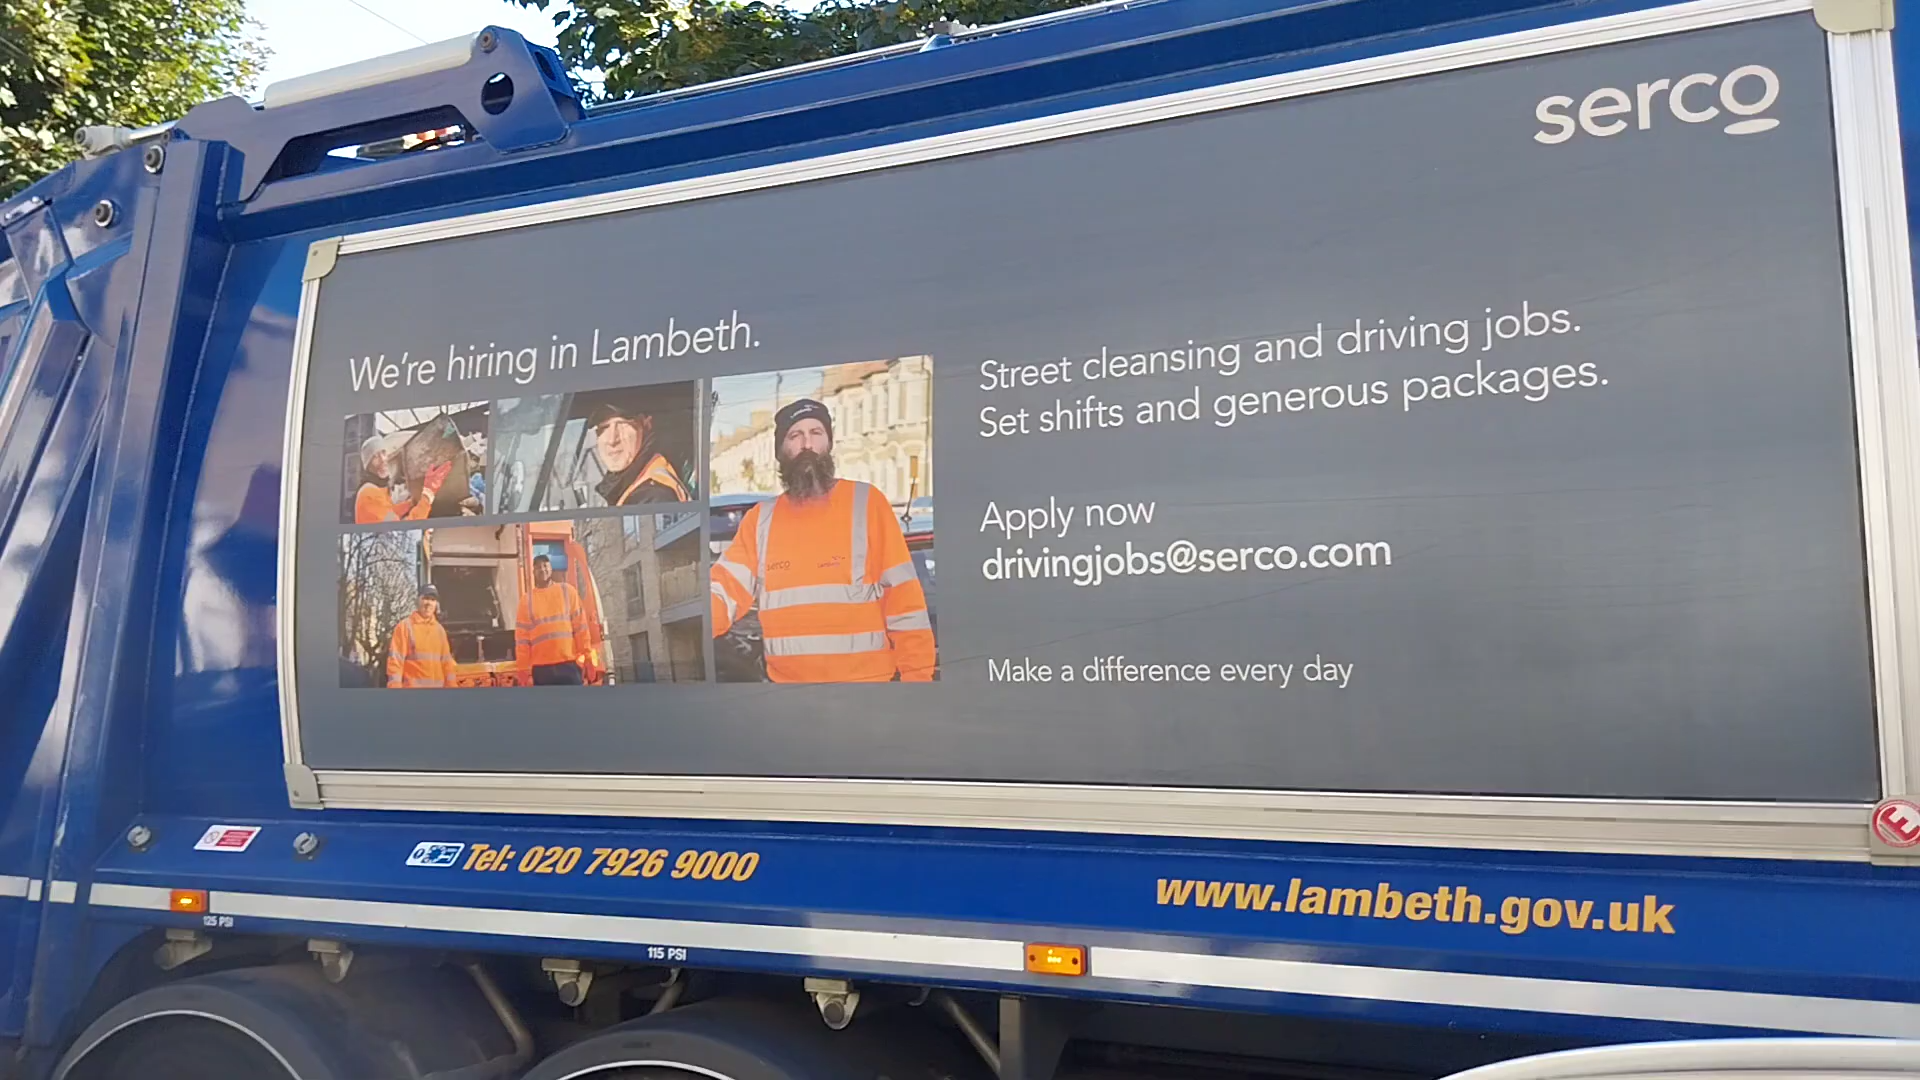 serco
We're hiring in Lambeth.
Street cleansing and driving jobs.
Set shifts and generous packages.
Apply now
drivingjobs@serco.com
Make a difference every day
serco
Tel: 020 7926 9000
www.lambeth.gov.uk
125 PSI
115 PSI
E